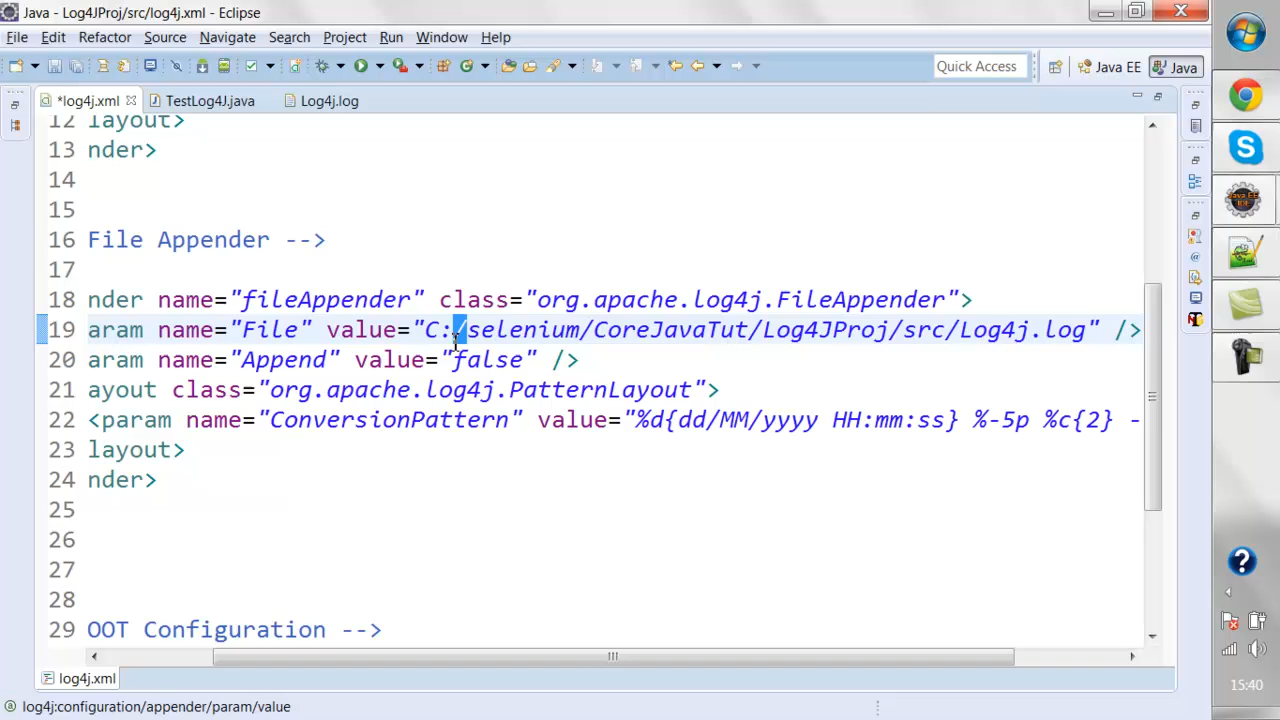 Java - Log4JProj/src/log4j.xml - Eclipse
File Edit Refactor Source Navigate Search Project Run Window Help
Quick Access Java EE Java
*log4j.xml TestLog4J.java Log4j.log
12 layout>
13 nder>
14
15
16 File Appender -->
17
18 nder name="fileAppender" class="org.apache.log4j.FileAppender">
19 aram name="File" value="C:/selenium/CoreJavaTut/Log4JProj/src/Log4j.log" />
20 aram name="Append" value="false" />
21 ayout class="org.apache.log4j.PatternLayout">
22 <param name="ConversionPattern" value="%d{dd/MM/yyyy HH:mm:ss} %-5p %c{2} -
23 layout>
24 nder>
25
26
27
28
29 OOT Configuration -->
log4j.xml
log4j:configuration/appender/param/value
15:40